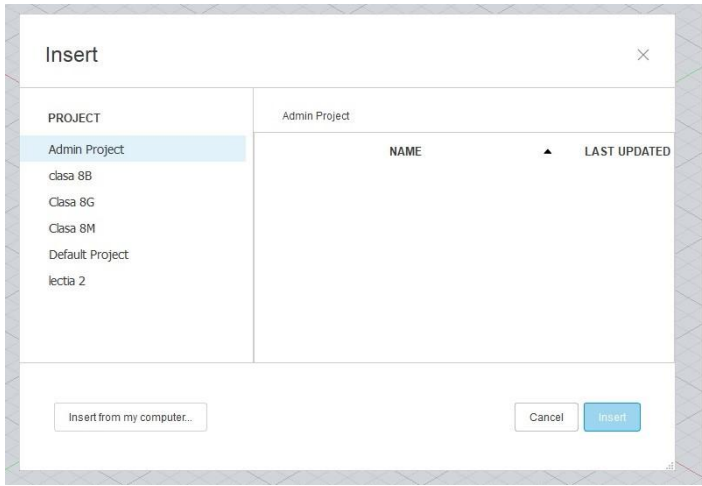 Insert
PROJECT
Admin Project
clasa 8B
Clasa 8G
Clasa 8M
Default Project
lectia 2
Admin Project
NAME LAST UPDATED
Insert from my computer...
Cancel
Insert